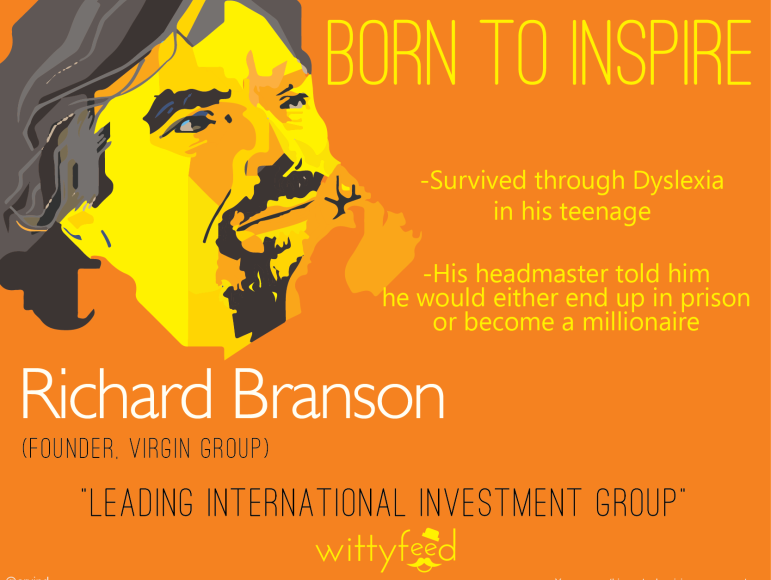 BORN TO INSPIRE
-Survived through Dyslexia
in his teenage
-His headmaster told him
he would either end up in prison
or become a millionaire
Richard Branson
(FOUNDER, VIRGIN GROUP)
"LEADING INTERNATIONAL INVESTMENT GROUP"
wittyfeed